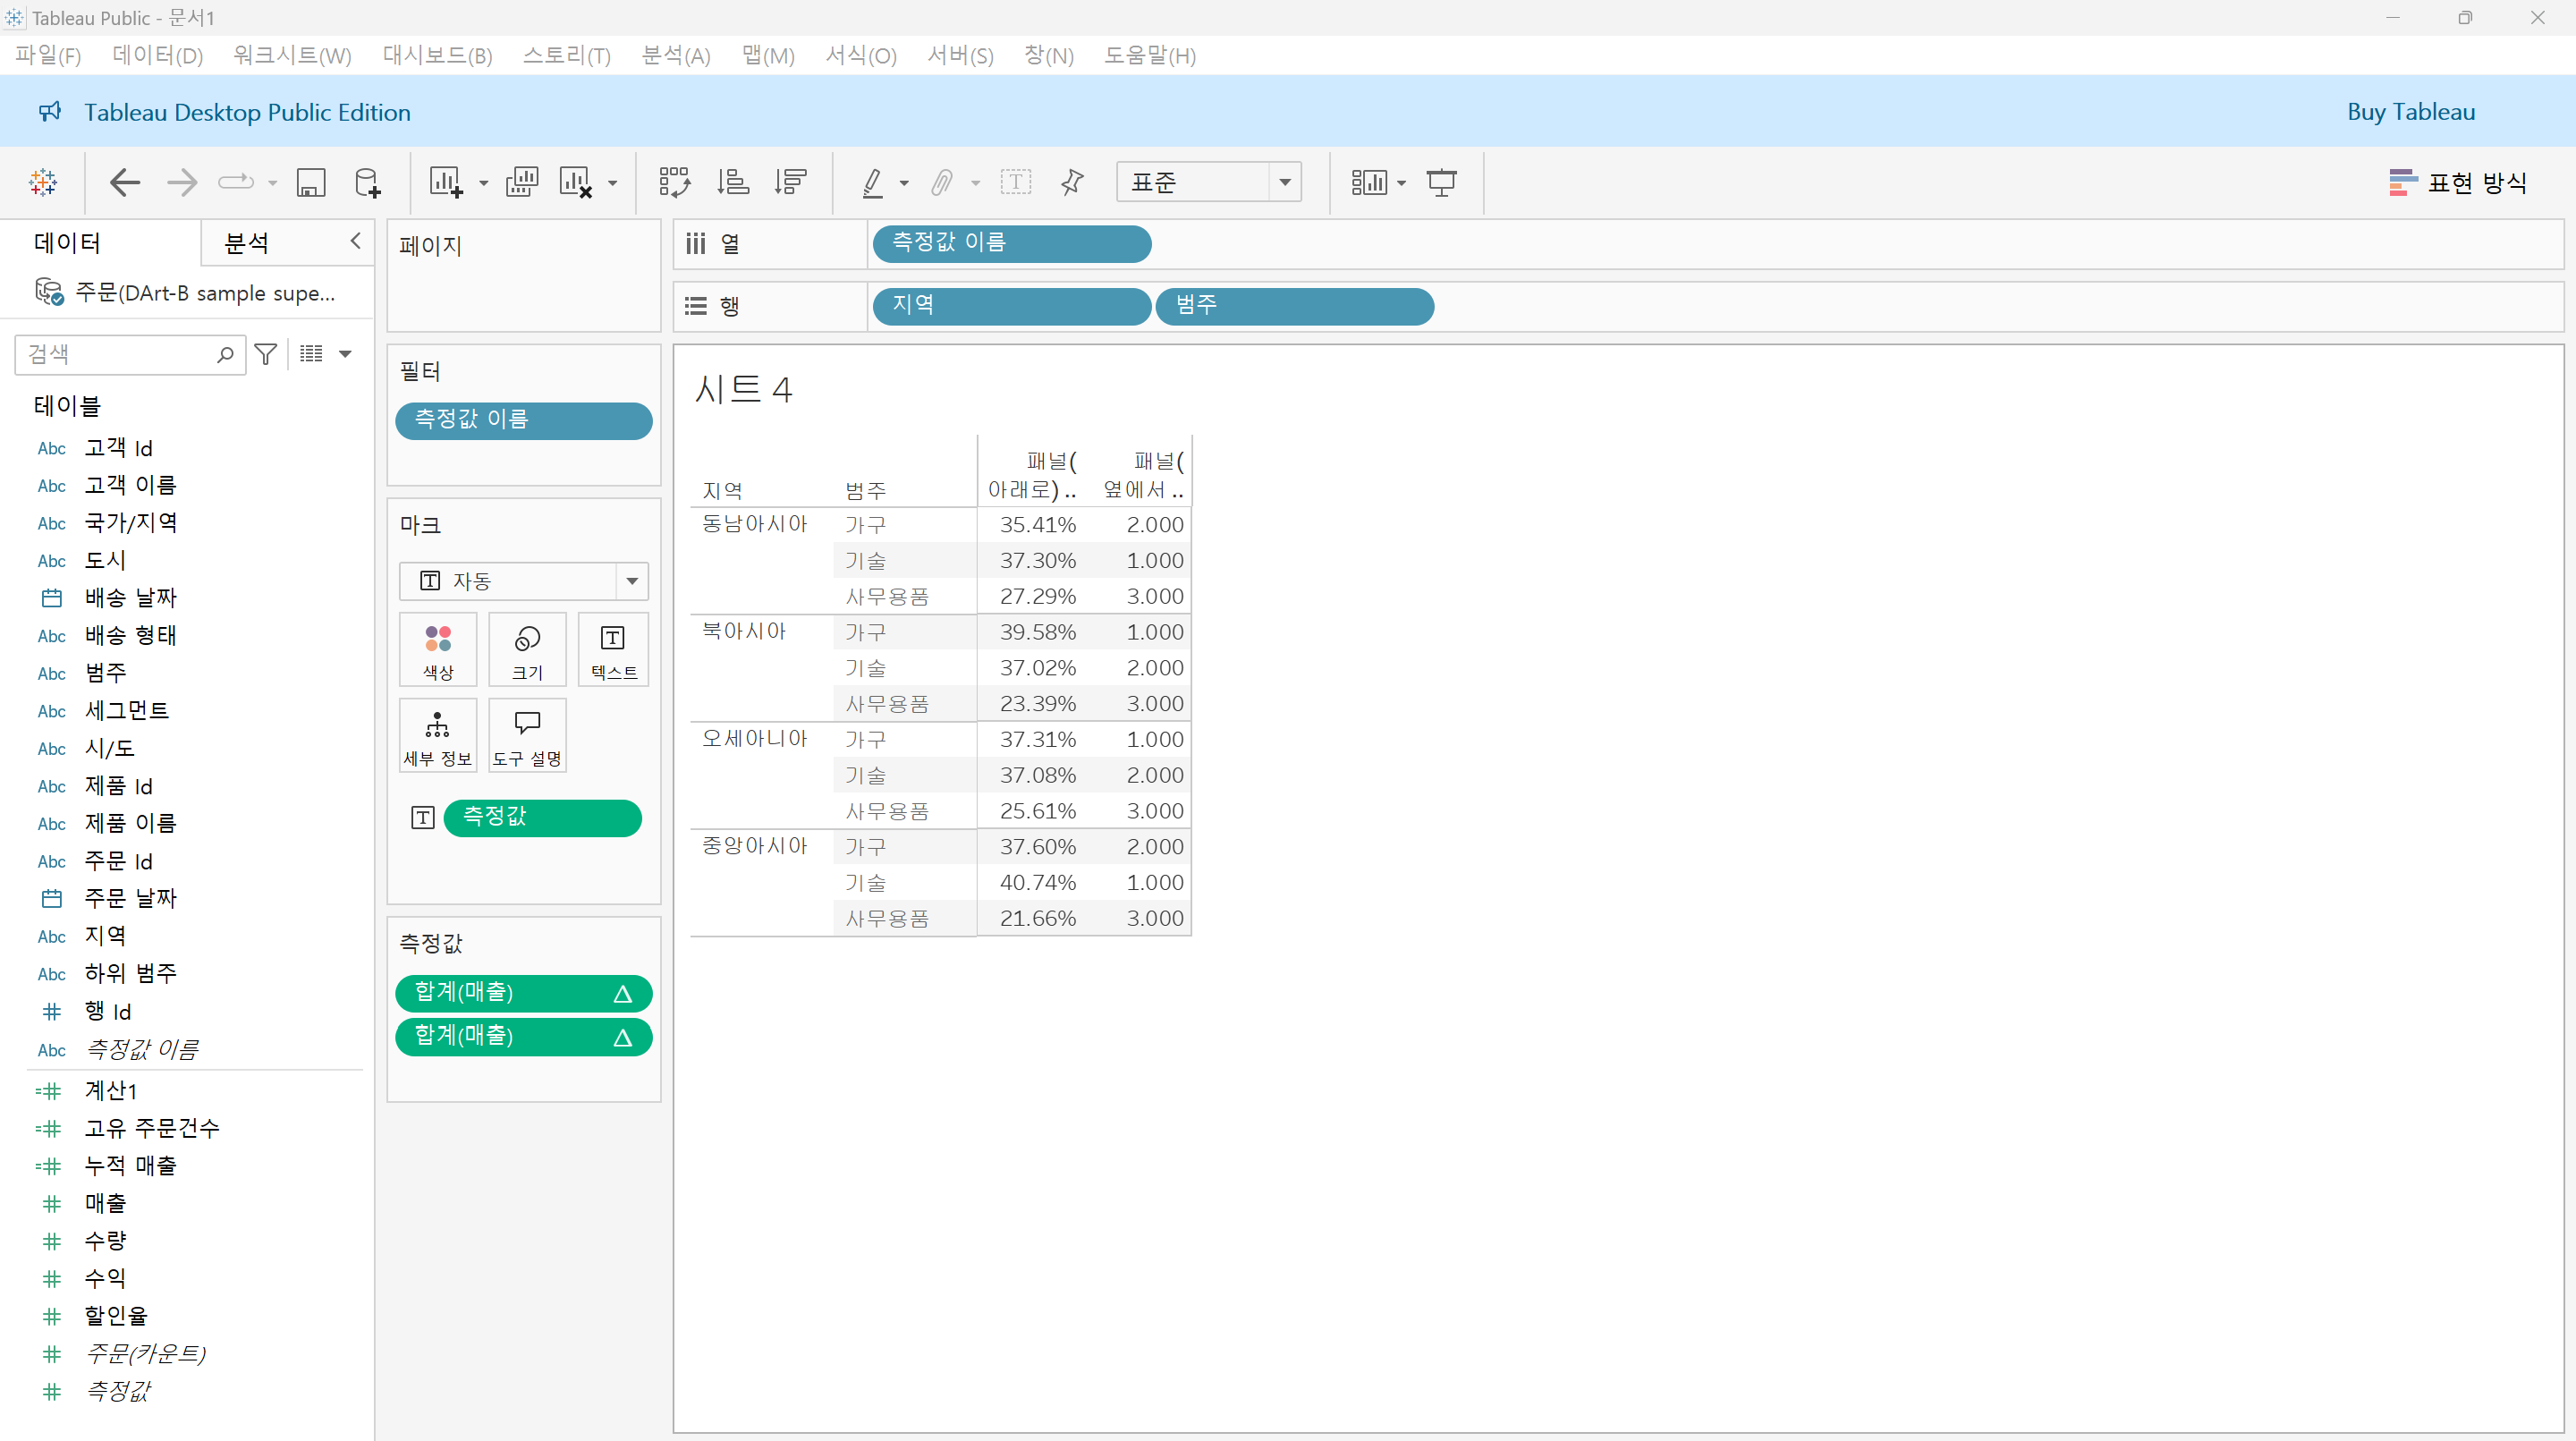 Tableau Public - 문서1
파일(F) 데이터(D) 워크시트(W) 대시보드(B) 스토리(T) 분석(A) 맵(M) 서식(O) 서버(S) 창(N) 도움말(H)
Tableau Desktop Public Edition Buy Tableau
표준
표현 방식
데이터 분석
주문(DArt-B sample supe...
검색
테이블
Abc 고객 Id
Abc 고객 이름
Abc 국가/지역
Abc 도시
배송 날짜
Abc 배송 형태
Abc 범주
Abc 세그먼트
Abc 시/도
Abc 제품 Id
Abc 제품 이름
Abc 주문 Id
주문 날짜
Abc 지역
Abc 하위 범주
# 행 Id
Abc 측정값 이름
=# 계산1
=# 고유 주문건수
=# 누적 매출
# 매출
# 수량
# 수익
# 할인율
# 주문(카운트)
# 측정값
페이지
필터
측정값 이름
마크
T 자동
색상 크기 텍스트
세부 정보 도구 설명
T 측정값
측정값
합계(매출) △
합계(매출) △
열 측정값 이름
행 지역 범주
시트 4
패널( 패널(
지역 범주 아래로) .. 옆에서 ..
동남아시아 가구 35.41% 2.000
기술 37.30% 1.000
사무용품 27.29% 3.000
북아시아 가구 39.58% 1.000
기술 37.02% 2.000
사무용품 23.39% 3.000
오세아니아 가구 37.31% 1.000
기술 37.08% 2.000
사무용품 25.61% 3.000
중앙아시아 가구 37.60% 2.000
기술 40.74% 1.000
사무용품 21.66% 3.000